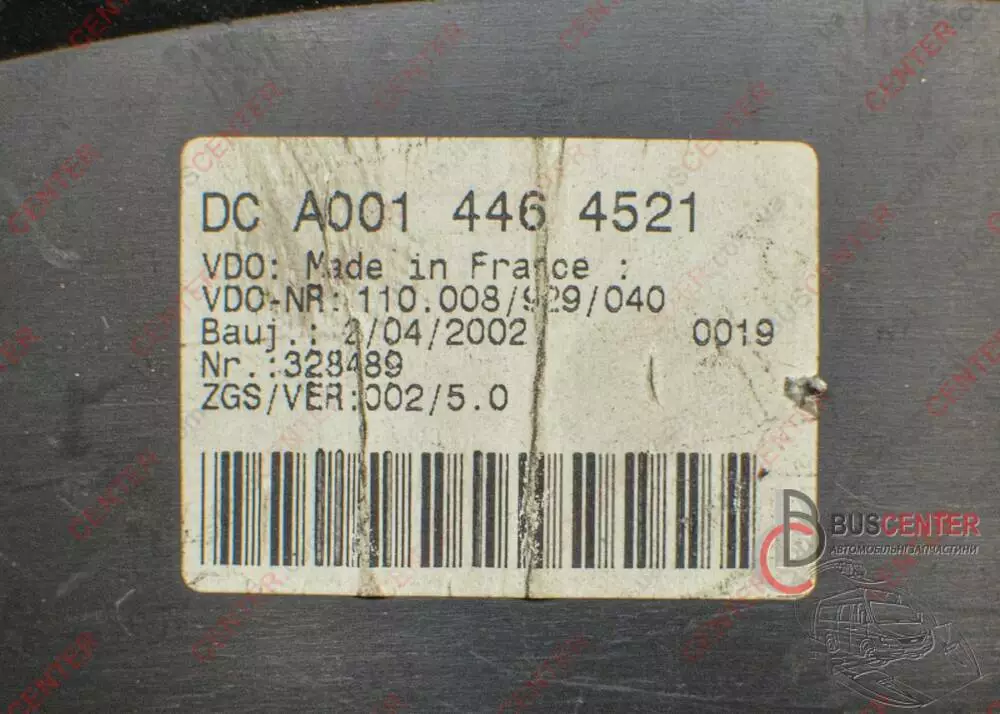 DC A001 446 4521
VDO: Made in France :
VDO-NR: 110.008/929/040
Bauj.: 2/04/2002 0019
Nr.:328489
ZGS/VER:002/5.0
BUSCENTER
АВТОМОБІЛЬНІ ЗАПЧАСТИНИ